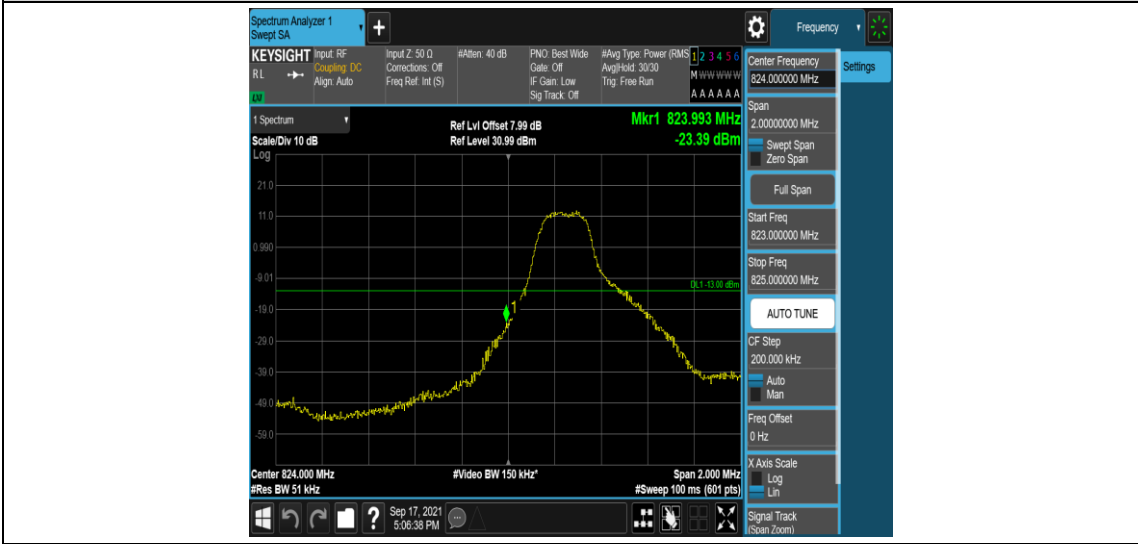 Spectrum Analyzer 1
Swept SA
+
Frequency
KEYSIGHT
RL
Input: RF
Coupling: DC
Align: Auto
Input Z: 50 Ω
Corrections: Off
Freq Ref: Int (S)
#Atten: 40 dB
PNO: Best Wide
Gate: Off
IF Gain: Low
Sig Track: Off
#Avg Type: Power (RMS
Avg|Hold: 30/30
Trig: Free Run
1 2 3 4 5 6
M W W W W W
A A A A A A
1 Spectrum
Scale/Div 10 dB
Log
Ref Lvl Offset 7.99 dB
Ref Level 30.99 dBm
Mkr1 823.993 MHz
-23.39 dBm
21.0
11.0
0.990
-9.01
-19.0
-29.0
-39.0
-49.0
-59.0
DL1 -13.00 dBm
1
Center 824.000 MHz
#Res BW 51 kHz
#Video BW 150 kHz*
Span 2.000 MHz
#Sweep 100 ms (601 pts)
?
Sep 17, 2021
5:06:38 PM
Center Frequency
824.000000 MHz
Settings
Span
2.00000000 MHz
Swept Span
Zero Span
Full Span
Start Freq
823.000000 MHz
Stop Freq
825.000000 MHz
AUTO TUNE
CF Step
200.000 kHz
Auto
Man
Freq Offset
0 Hz
X Axis Scale
Log
Lin
Signal Track
(Span Zoom)